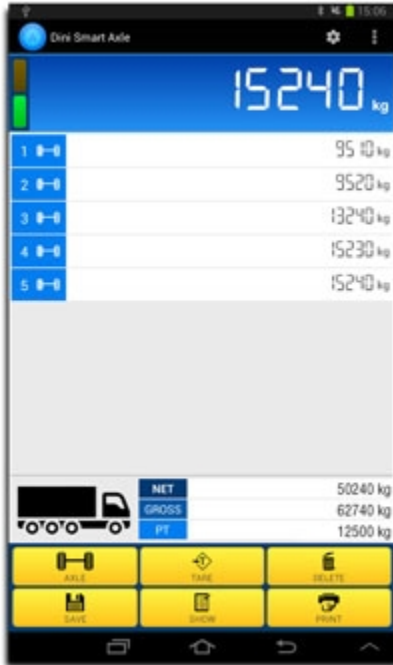 15:06
Dini Smart Axle
15240 kg
1 9510 kg
2 9520 kg
3 13240 kg
4 15230 kg
5 15240 kg
NET 50240 kg
GROSS 62740 kg
PT 12500 kg
AXLE TARE DELETE
SAVE SHOW PRINT